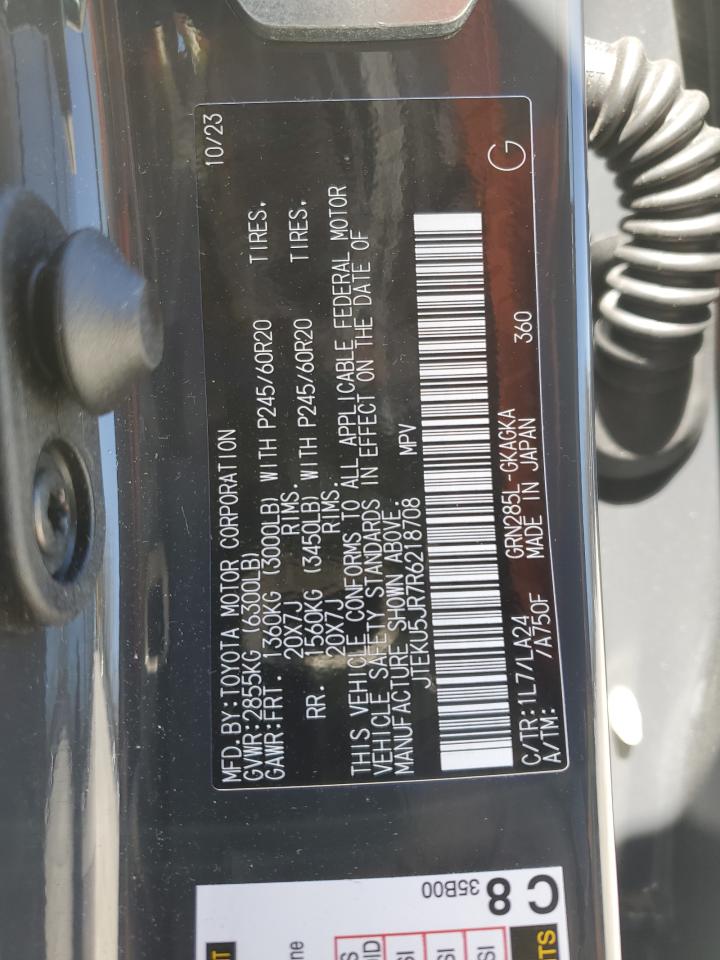 MFD.BY:TOYOTA MOTOR CORPORATION 10/23
GVWR:2855KG (6300LB)
GAWR:FRT. 1360KG (3000LB) WITH P245/60R20 TIRES,
20X7J RIMS.
RR. 1560KG (3450LB) WITH P245/60R20 TIRES,
20X7J RIMS.
THIS VEHICLE CONFORMS TO ALL APPLICABLE FEDERAL MOTOR
VEHICLE SAFETY STANDARDS IN EFFECT ON THE DATE OF
MANUFACTURE SHOWN ABOVE.
JTEKU5JR7R6218708 MPV
C/TR:1L7/LA24 GRN285L-GKAGKA 360
A/TM: /A750F MADE IN JAPAN
G
C8
35B00